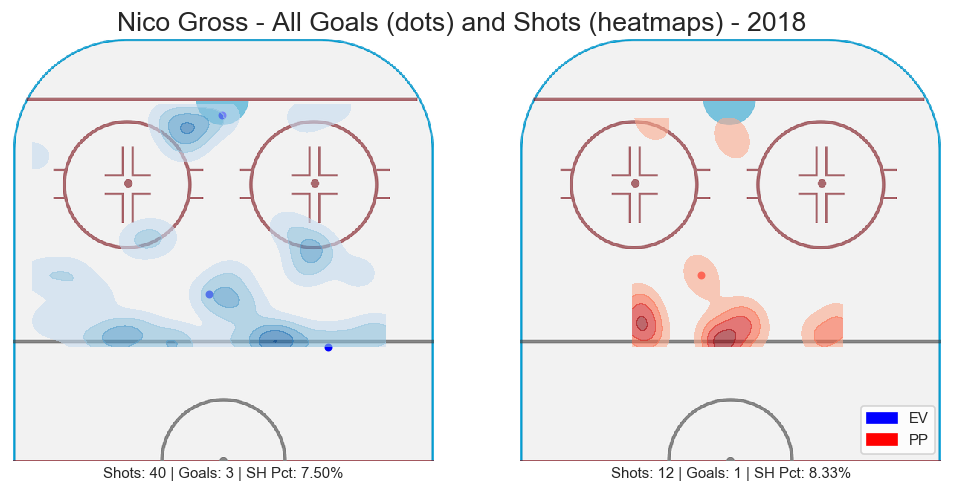 Nico Gross - All Goals (dots) and Shots (heatmaps) - 2018
EV
PP
Shots: 40 | Goals: 3 | SH Pct: 7.50%
Shots: 12 | Goals: 1 | SH Pct: 8.33%